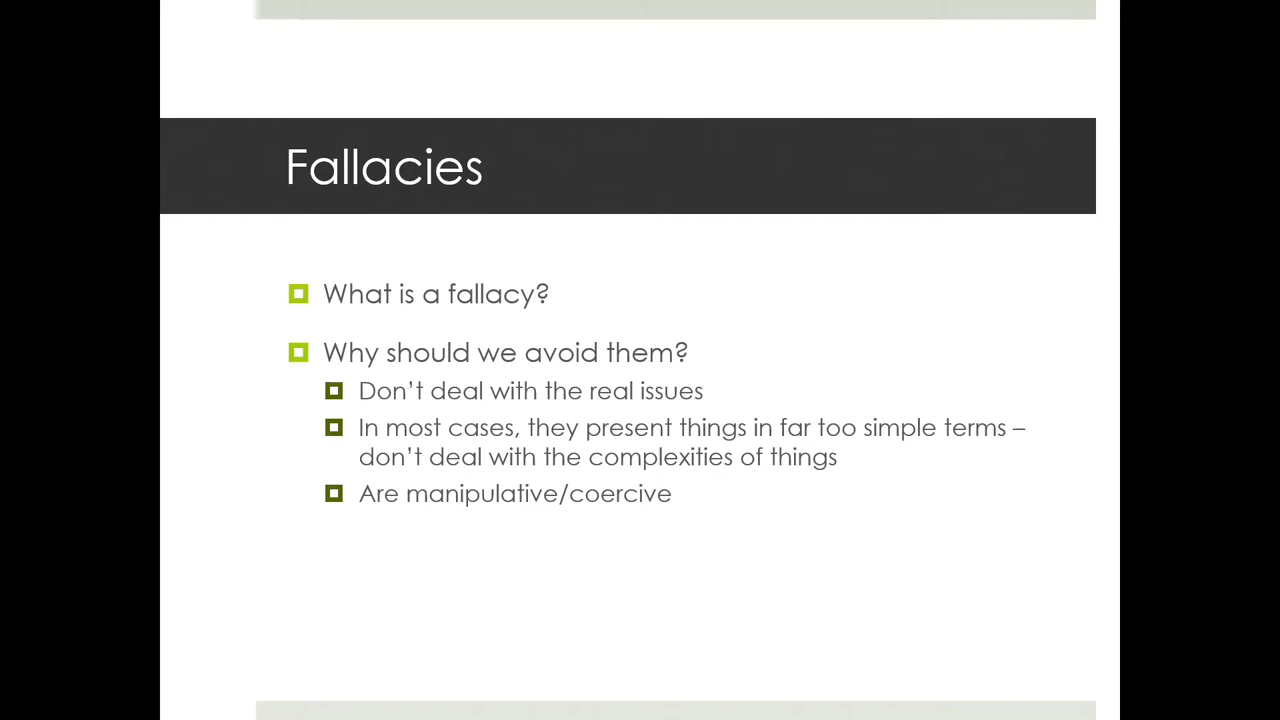 Fallacies
What is a fallacy?
Why should we avoid them?
Don’t deal with the real issues
In most cases, they present things in far too simple terms –
don’t deal with the complexities of things
Are manipulative/coercive